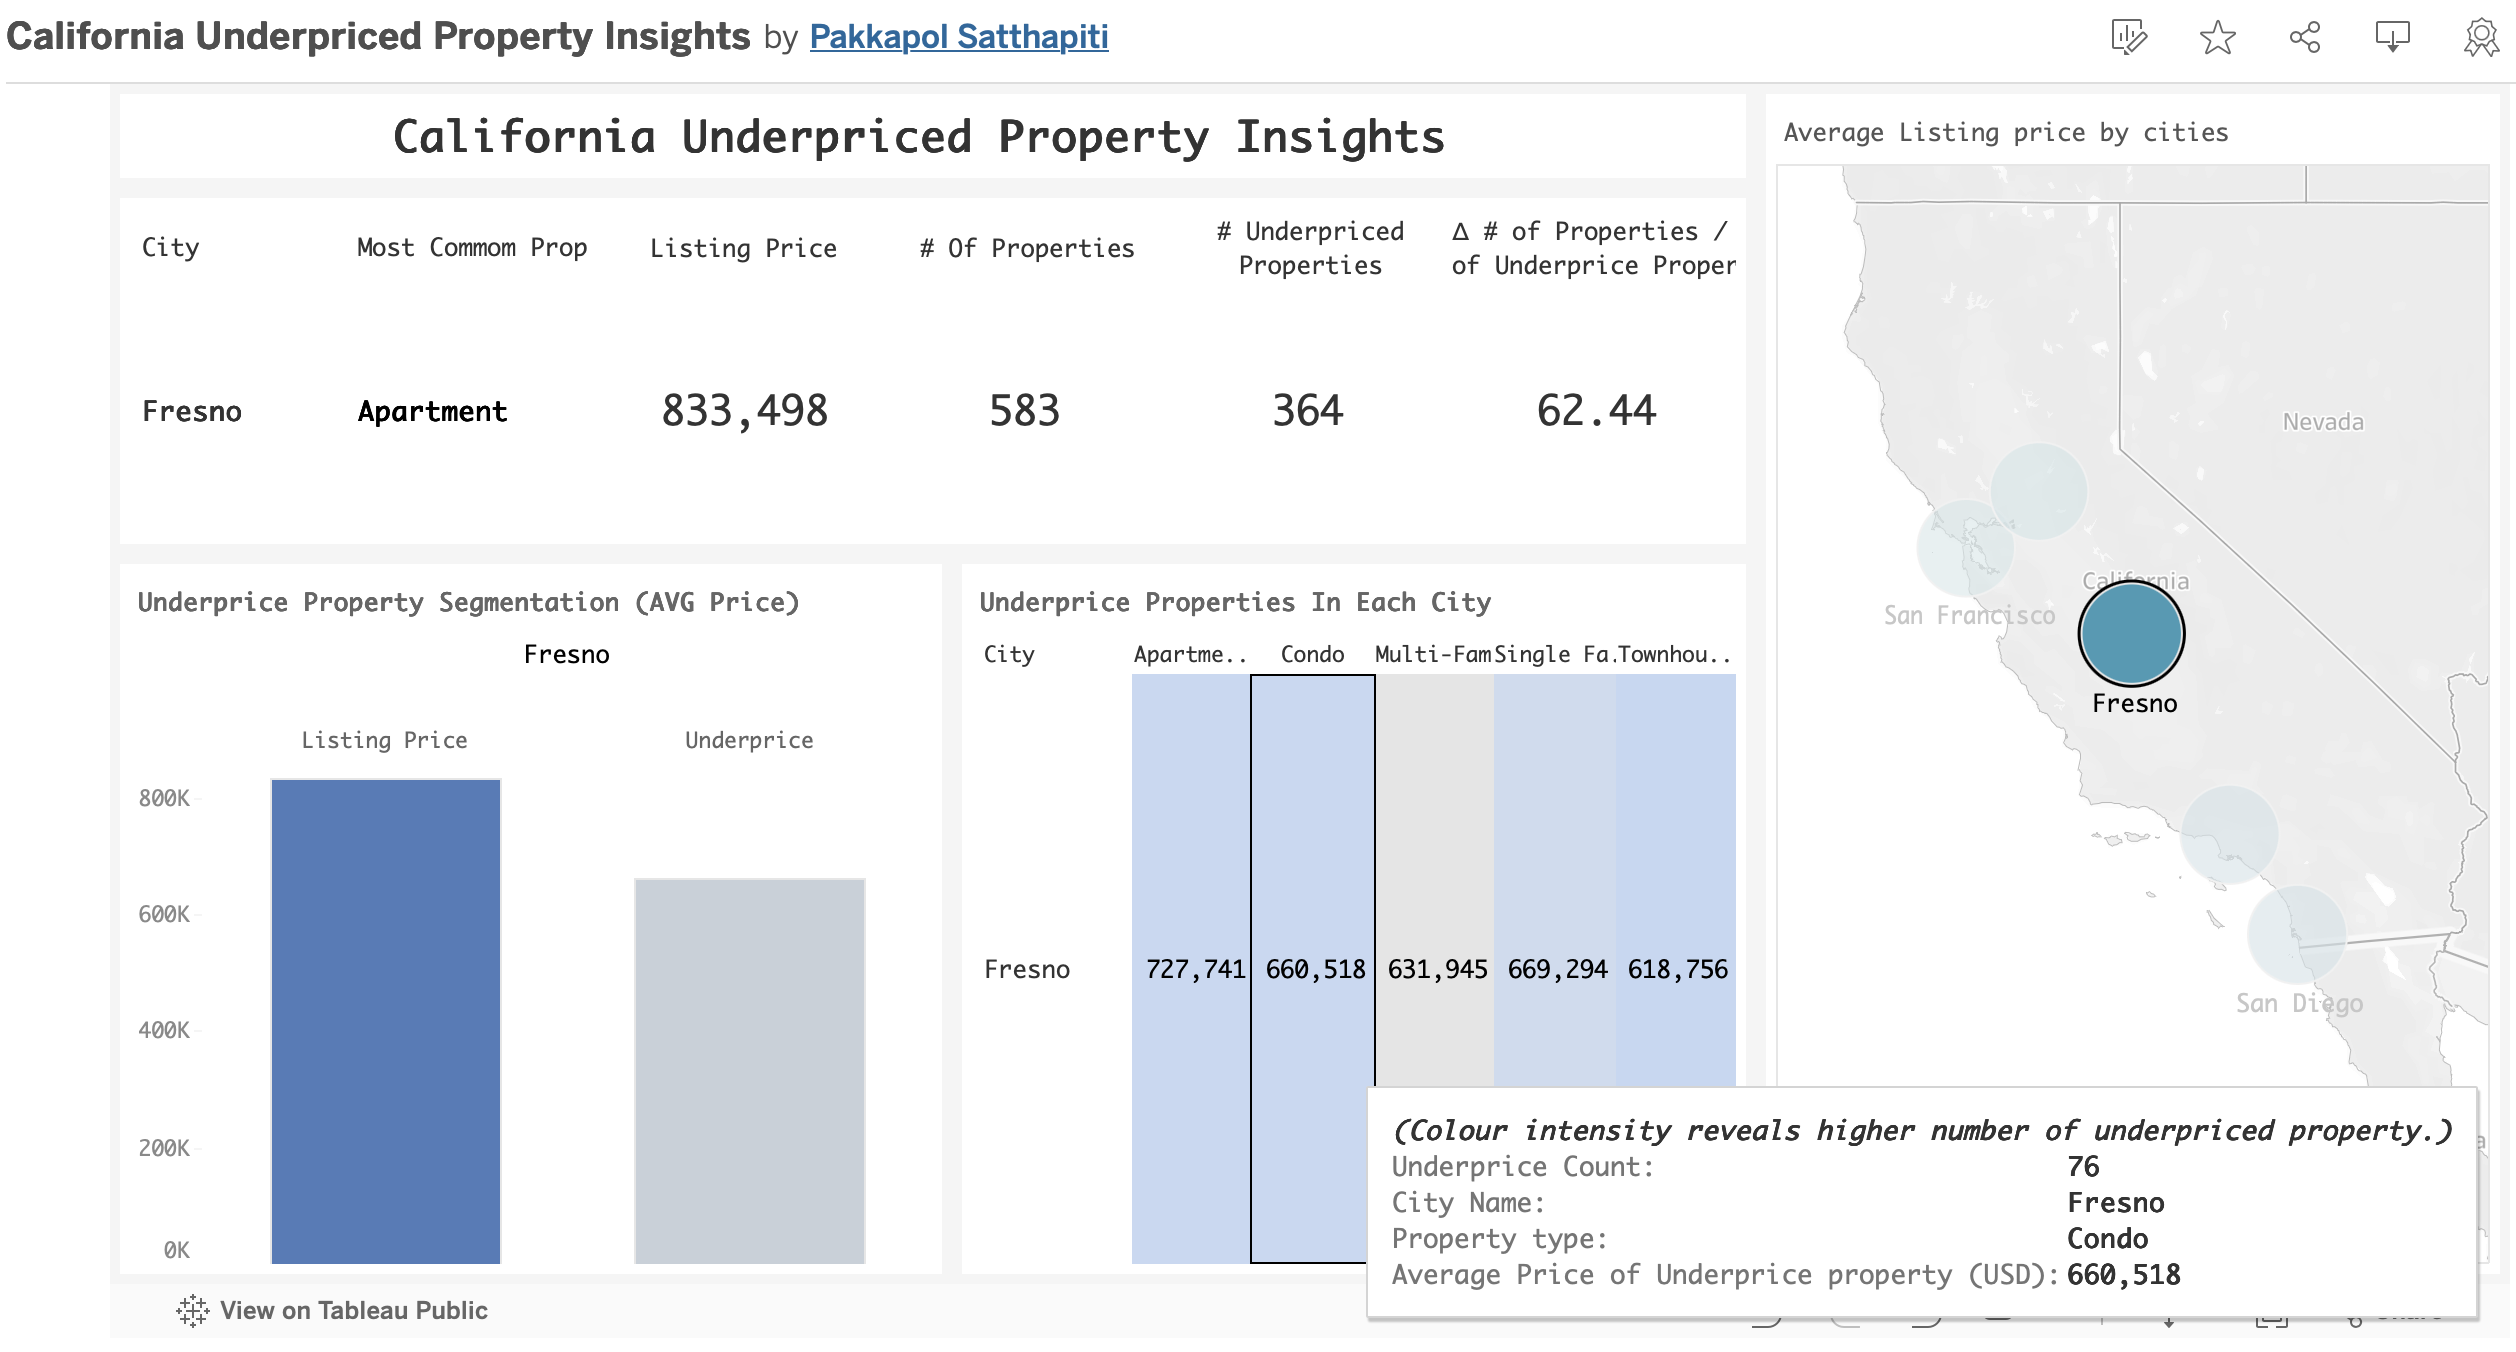 California Underpriced Property Insights by Pakkapol Satthapiti
California Underpriced Property Insights
City
Most Commom Prop
Listing Price
# Of Properties
# Underpriced
Properties
Δ # of Properties /
of Underprice Proper
Fresno
Apartment
833,498
583
364
62.44
Underprice Property Segmentation (AVG Price)
Fresno
Listing Price
Underprice
800K
600K
400K
200K
0K
Underprice Properties In Each City
City
Apartme..
Condo
Multi-Fam
Single Fa.
Townhou..
Fresno
727,741
660,518
631,945
669,294
618,756
Average Listing price by cities
Nevada
California
San Francisco
Fresno
San Diego
(Colour intensity reveals higher number of underpriced property.)
Underprice Count: 76
City Name: Fresno
Property type: Condo
Average Price of Underprice property (USD): 660,518
View on Tableau Public